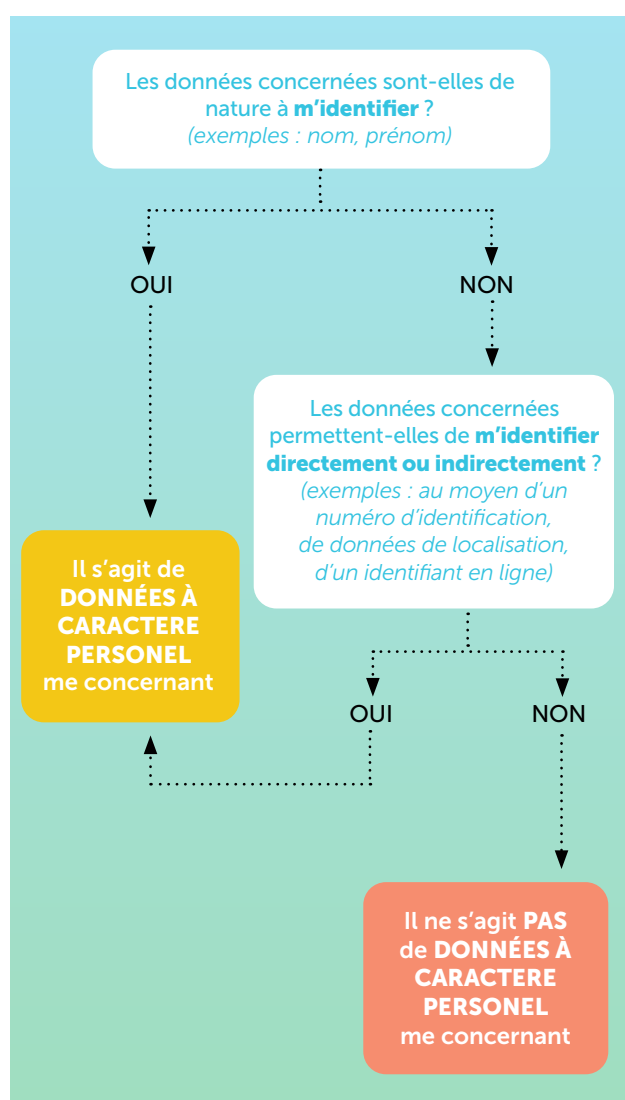 Les données concernées sont-elles de
nature à m'identifier ?
(exemples : nom, prénom)
OUI
NON
Les données concernées
permettent-elles de m'identifier
directement ou indirectement ?
(exemples : au moyen d'un
numéro d'identification,
de données de localisation,
d'un identifiant en ligne)
Il s'agit de
DONNÉES À
CARACTERE
PERSONEL
me concernant
OUI
NON
Il ne s'agit PAS
de DONNÉES À
CARACTERE
PERSONEL
me concernant